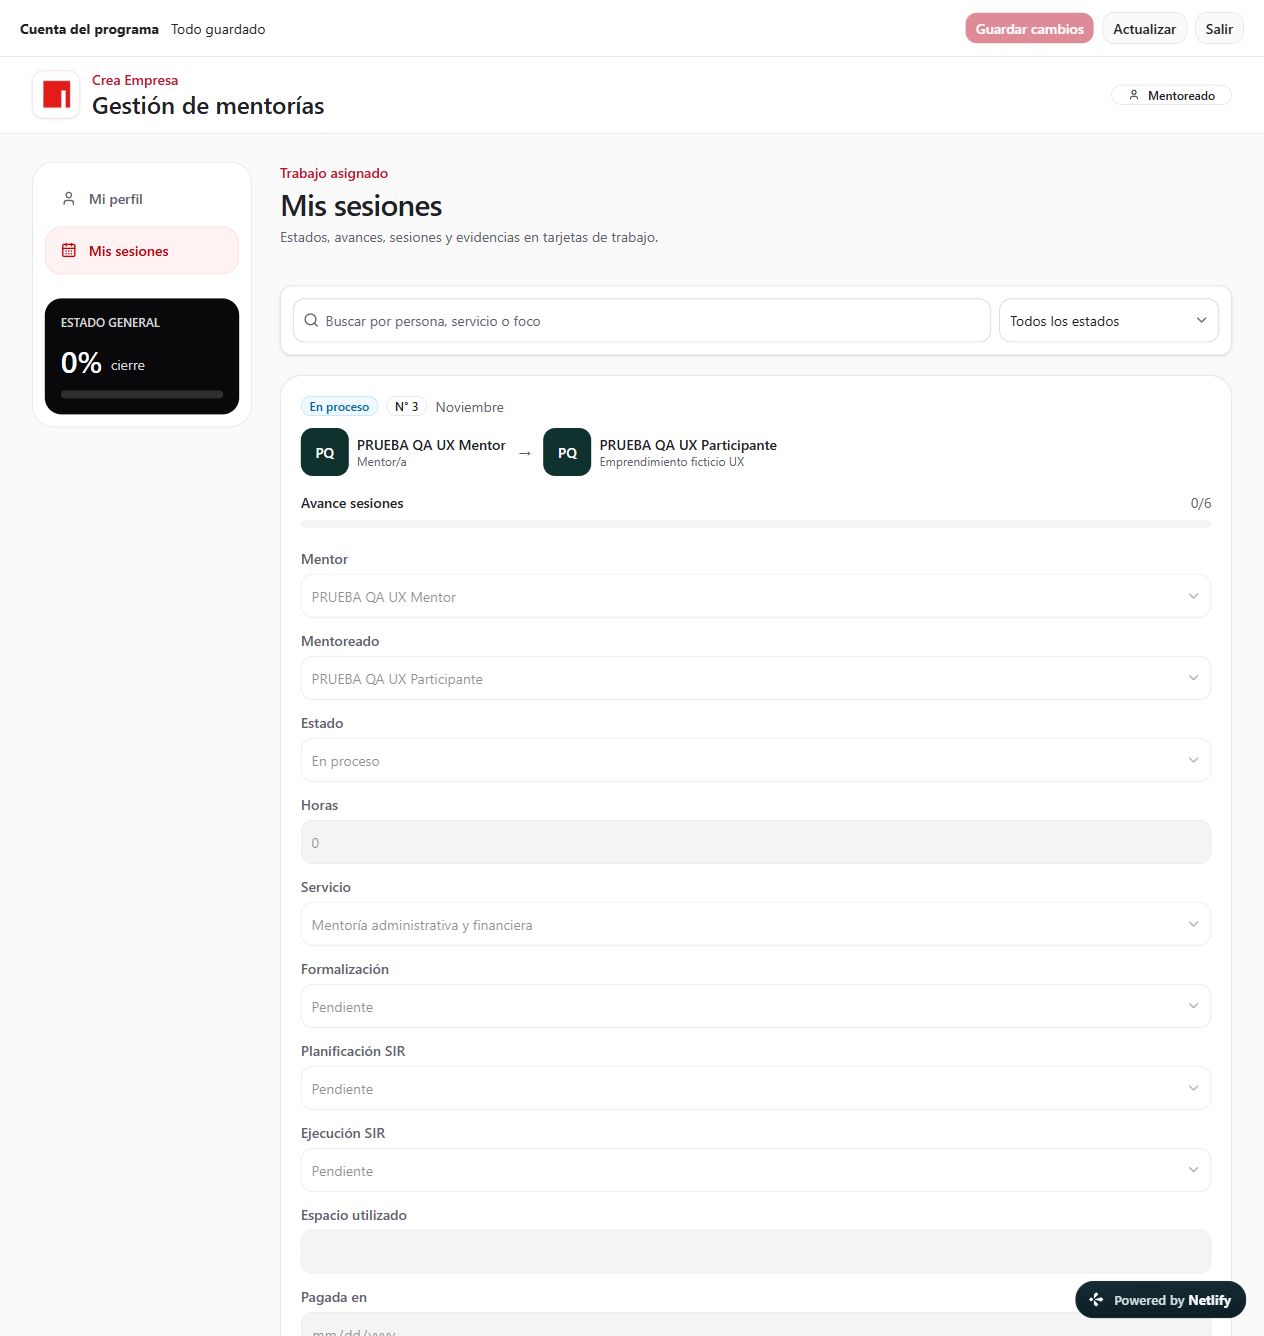 Cuenta del programa Todo guardado
Guardar cambios Actualizar Salir
Crea Empresa
Gestión de mentorías
Mentoreado
Mi perfil
Mis sesiones
ESTADO GENERAL
0% cierre
Trabajo asignado
Mis sesiones
Estados, avances, sesiones y evidencias en tarjetas de trabajo.
Buscar por persona, servicio o foco
Todos los estados
En proceso N° 3 Noviembre
PQ PRUEBA QA UX Mentor
Mentor/a
→
PQ PRUEBA QA UX Participante
Emprendimiento ficticio UX
Avance sesiones 0/6
Mentor
PRUEBA QA UX Mentor
Mentoreado
PRUEBA QA UX Participante
Estado
En proceso
Horas
0
Servicio
Mentoría administrativa y financiera
Formalización
Pendiente
Planificación SIR
Pendiente
Ejecución SIR
Pendiente
Espacio utilizado
Pagada en
mm/dd/yyyy
Powered by Netlify